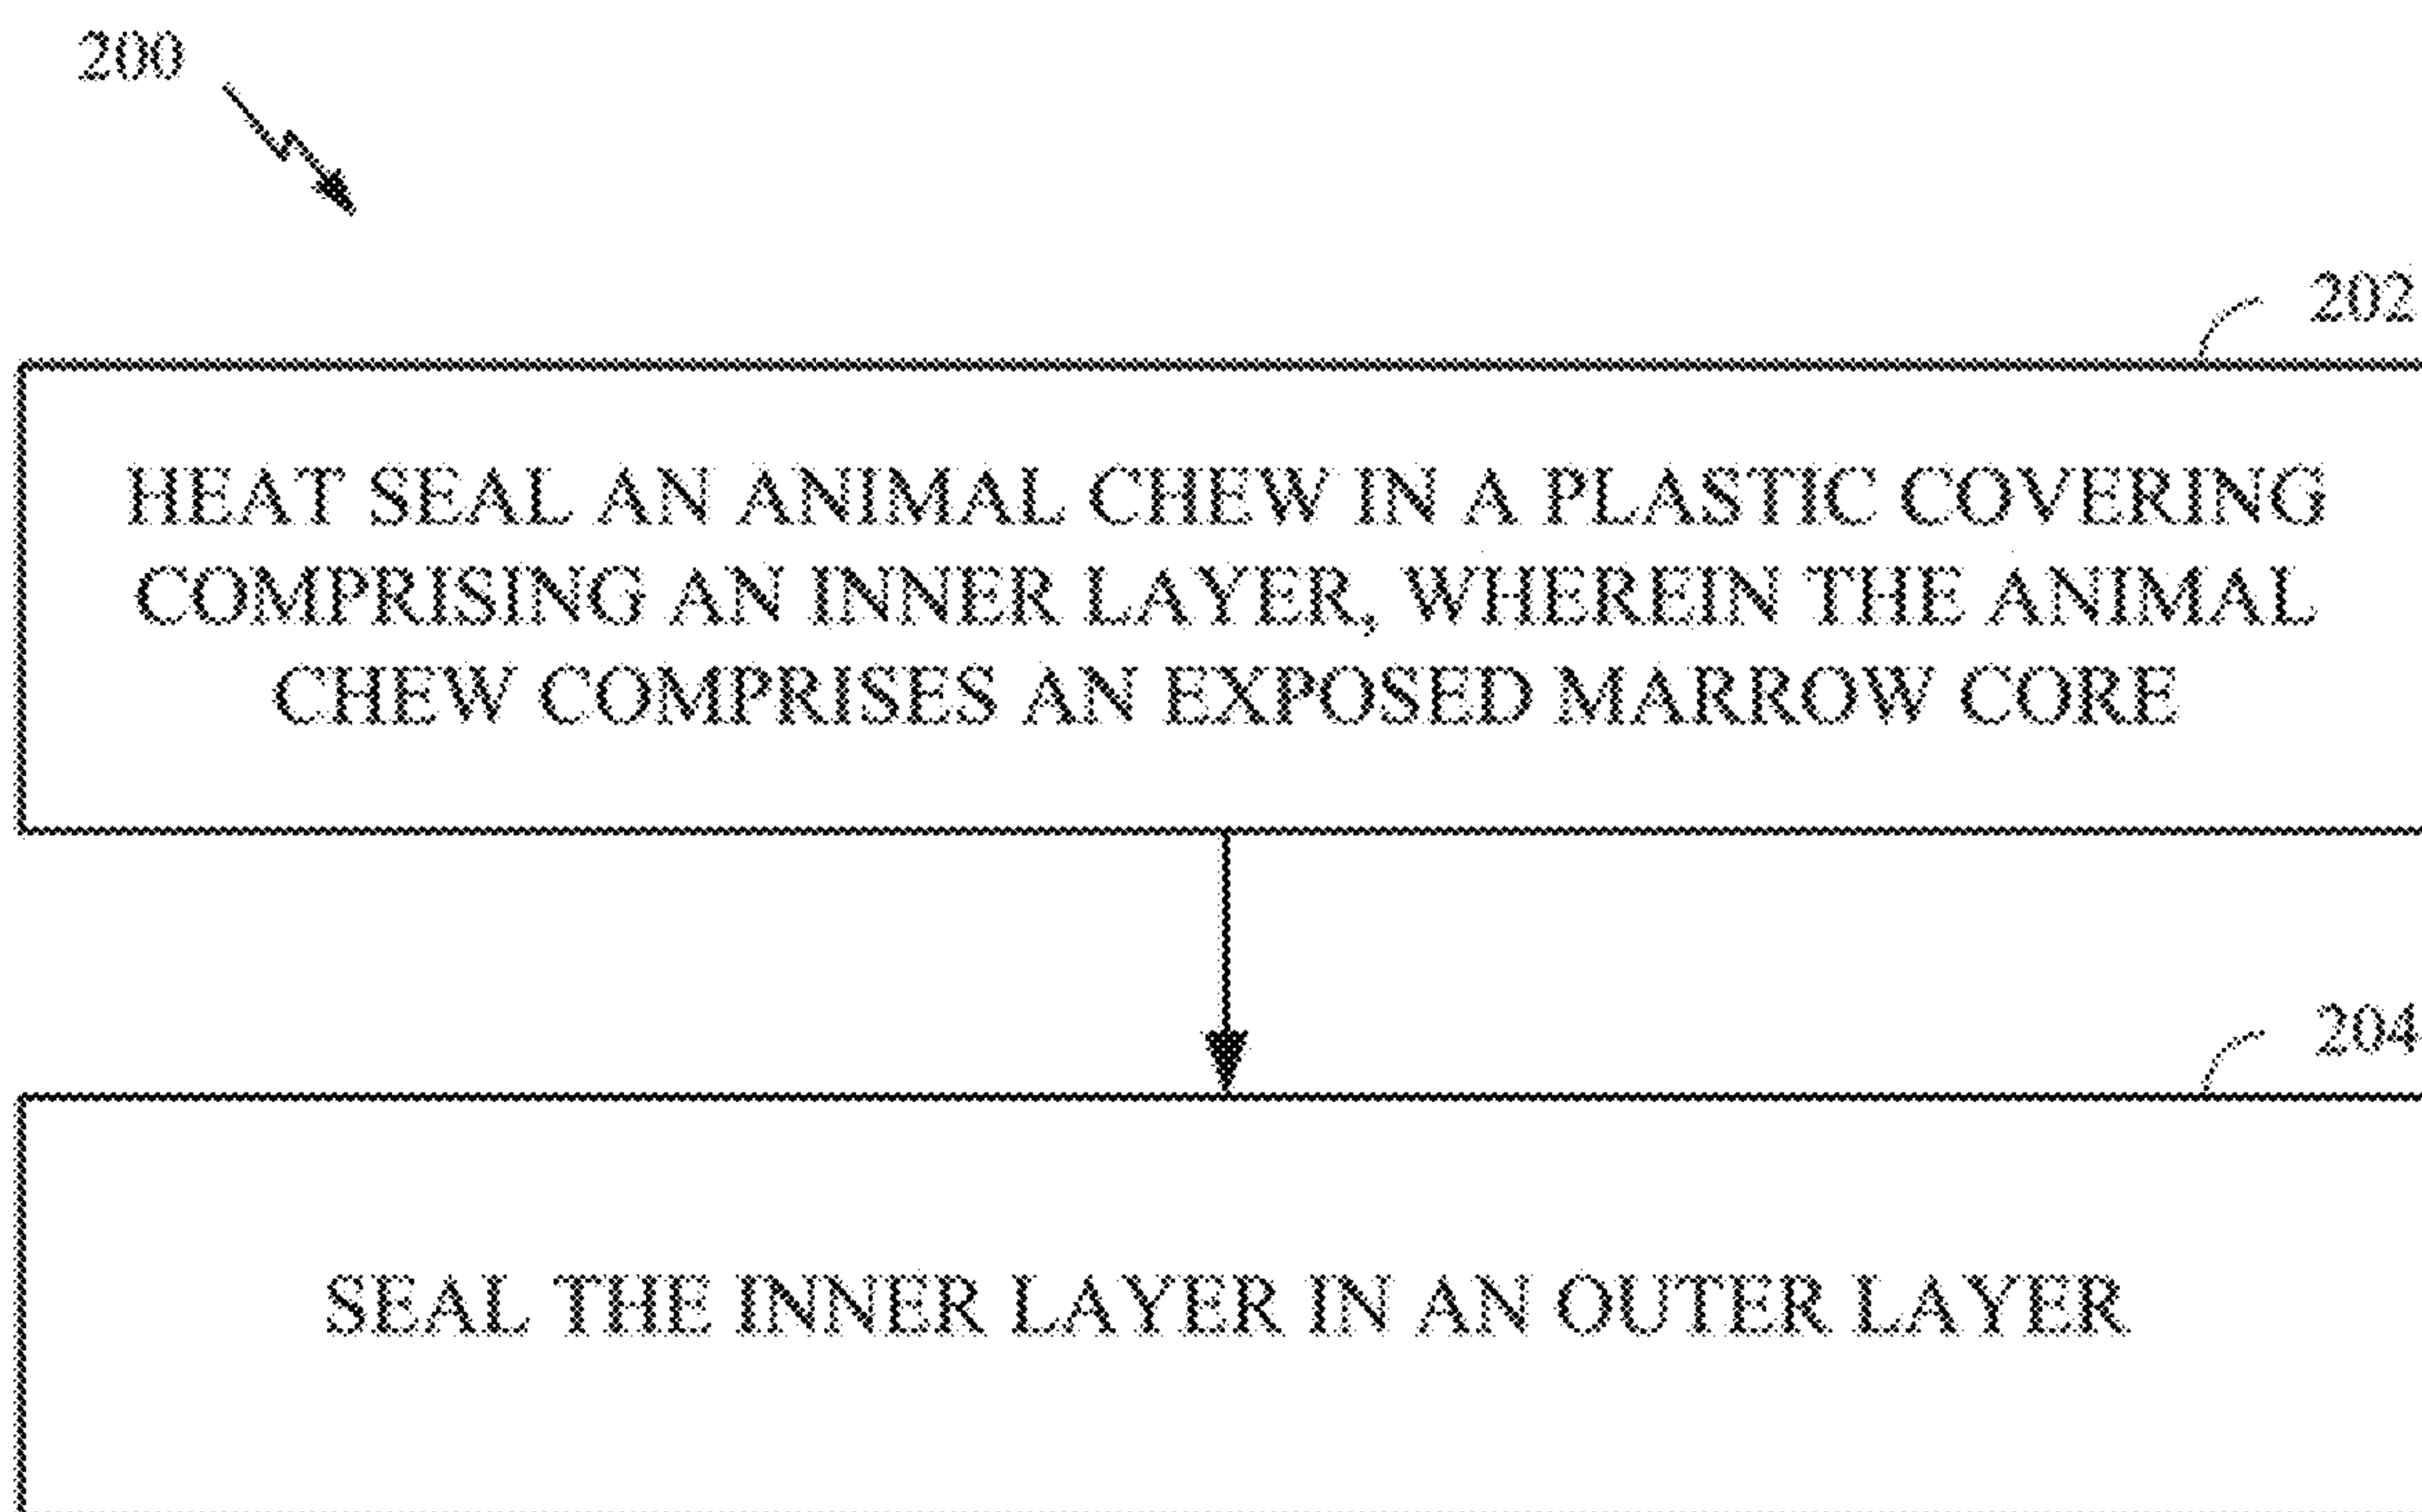 200
202
HEAT SEAL AN ANIMAL CHEW IN A PLASTIC COVERING
COMPRISING AN INNER LAYER, WHEREIN THE ANIMAL
CHEW COMPRISES AN EXPOSED MARROW CORE
204
SEAL THE INNER LAYER IN AN OUTER LAYER